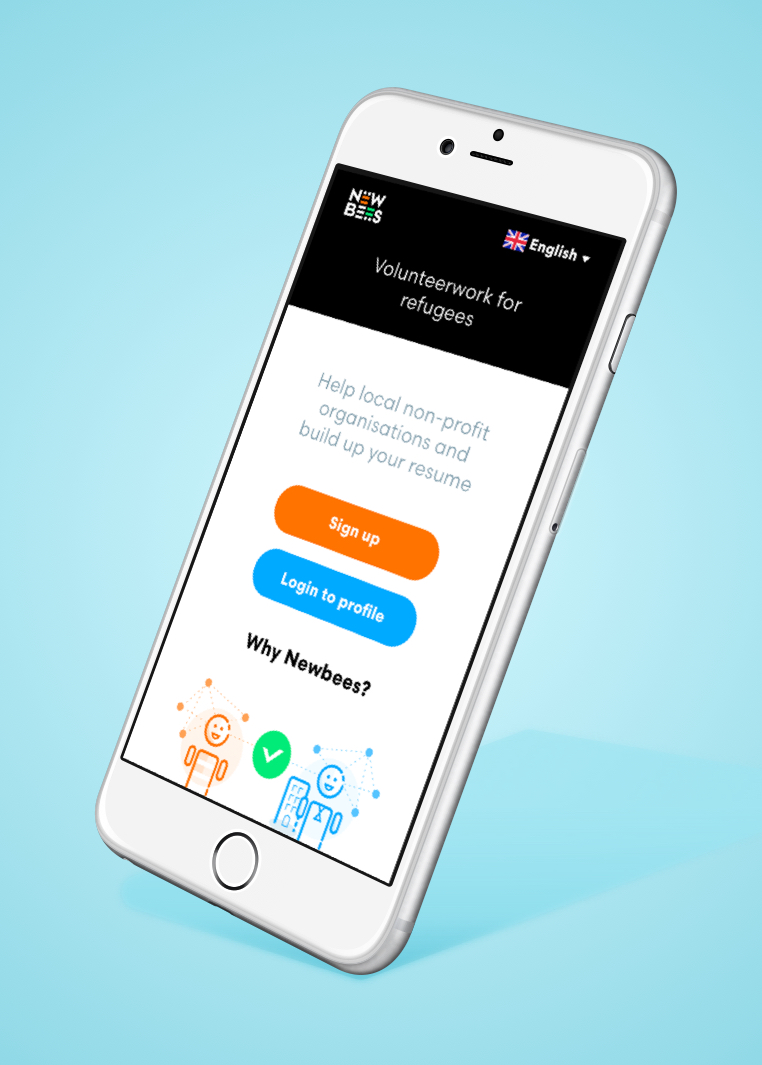 NEW
BEES
English
Volunteerwork for
refugees
Help local non-profit
organisations and
build up your resume
Sign up
Login to profile
Why Newbees?